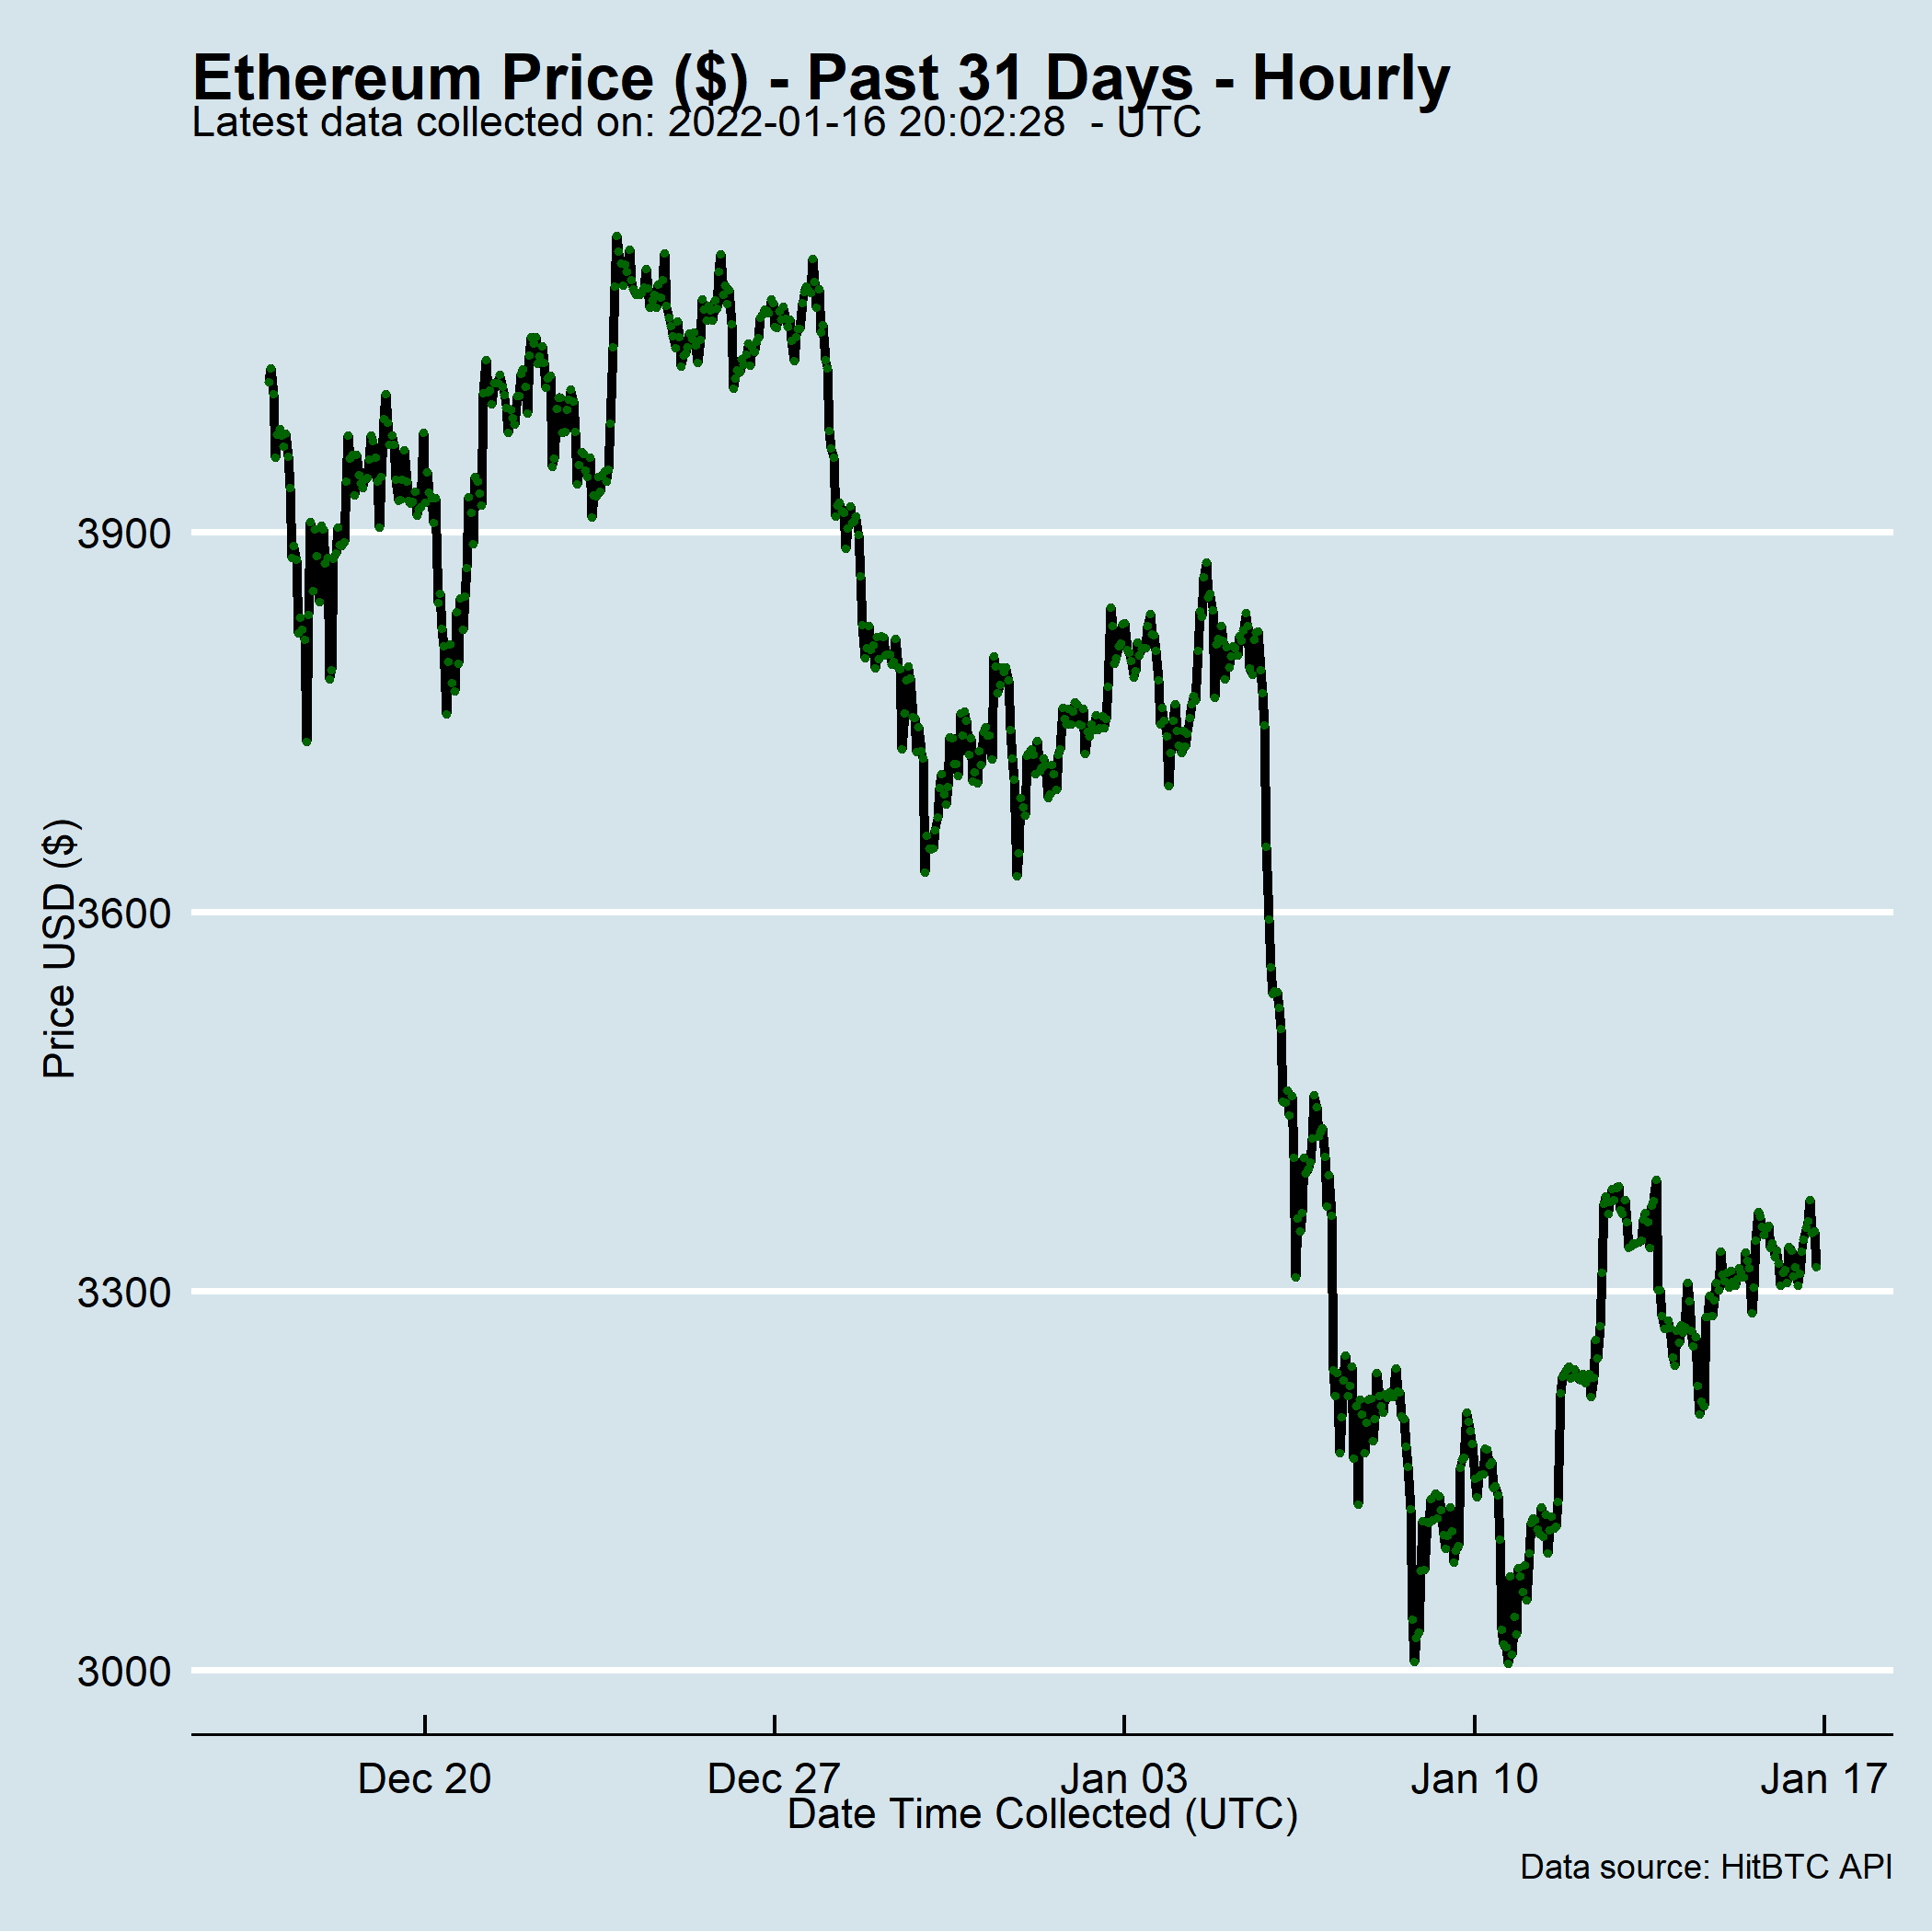 Ethereum Price ($) - Past 31 Days - Hourly
Latest data collected on: 2022-01-16 20:02:28  - UTC
Price USD ($)
3900
3600
3300
3000
Dec 20
Dec 27
Jan 03
Jan 10
Jan 17
Date Time Collected (UTC)
Data source: HitBTC API